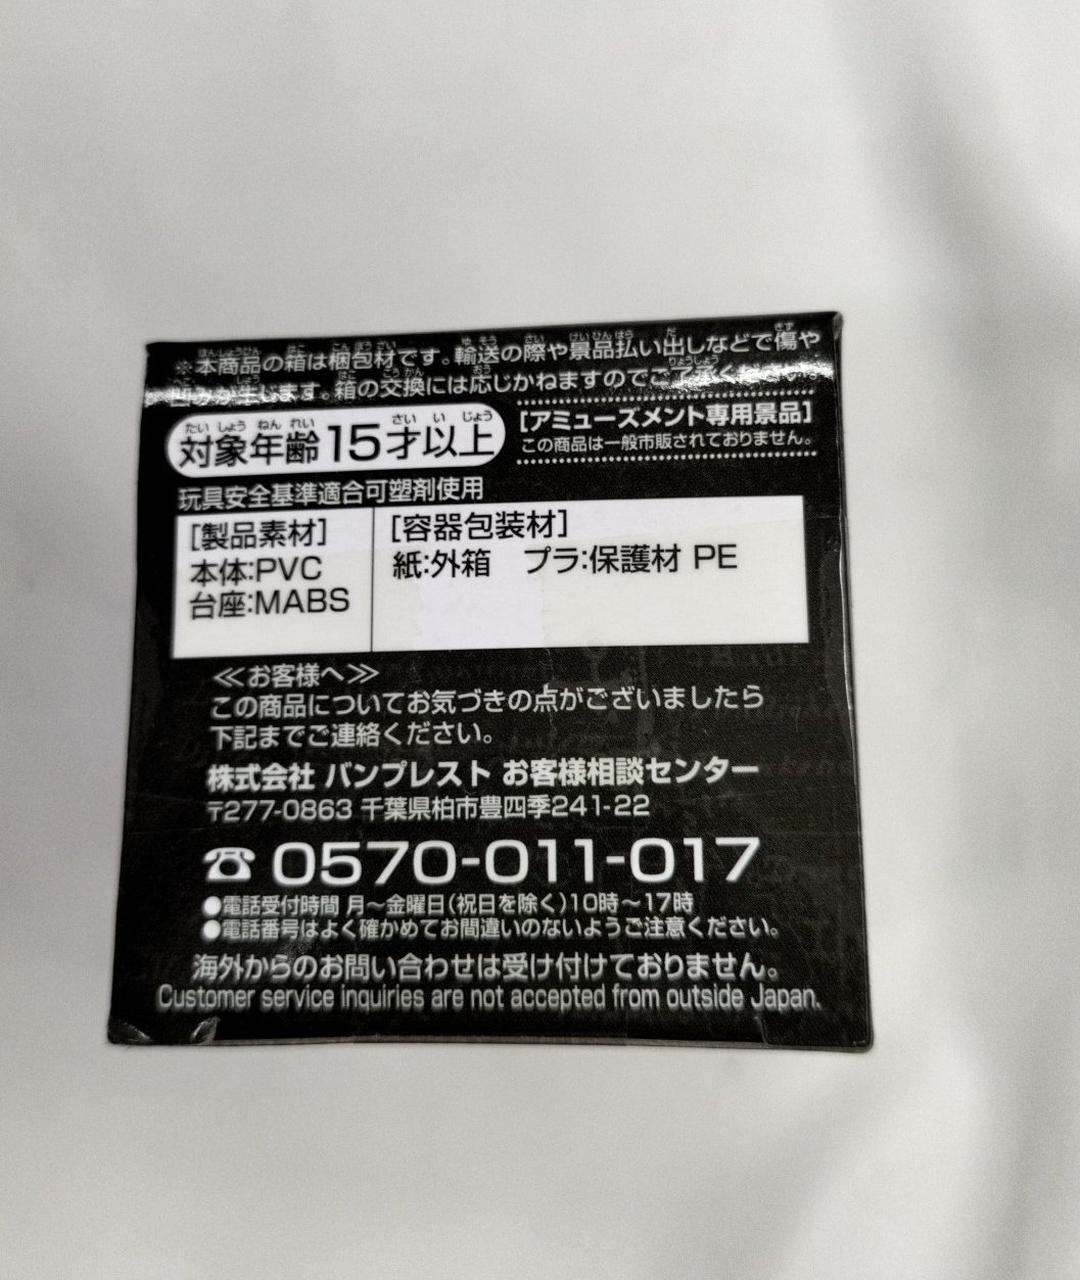 ※本商品の箱は梱包材です。輸送の際や景品払い出しなどで傷や
凹みが生じます。箱の交換には応じかねますのでご了承ください。
対象年齢15才以上
[アミューズメント専用景品]
この商品は一般市販されておりません。
玩具安全基準適合可塑剤使用
[製品素材]
本体:PVC
台座:MABS
[容器包装材]
紙:外箱 プラ:保護材 PE
≪お客様へ≫
この商品についてお気づきの点がございましたら
下記までご連絡ください。
株式会社 バンプレスト お客様相談センター
〒277-0863 千葉県柏市豊四季241-22
☎ 0570-011-017
●電話受付時間 月～金曜日(祝日を除く)10時～17時
●電話番号はよく確かめてお間違いのないようご注意ください。
海外からのお問い合わせは受け付けておりません。
Customer service inquiries are not accepted from outside Japan.